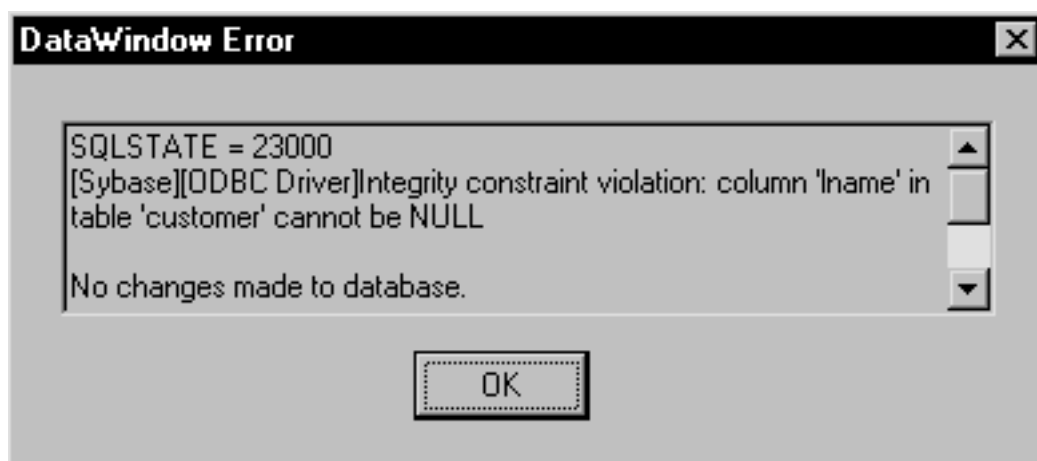 DataWindow Error
SQLSTATE = 23000
[Sybase][ODBC Driver]Integrity constraint violation: column 'lname' in
table 'customer' cannot be NULL
No changes made to database.
OK